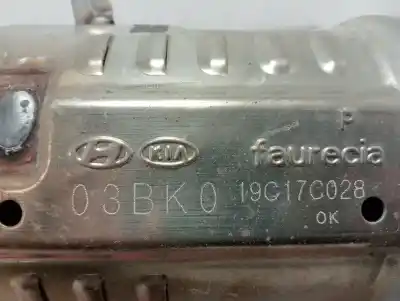 P
H KIA faurecia
03BK0 19C17C028
OK